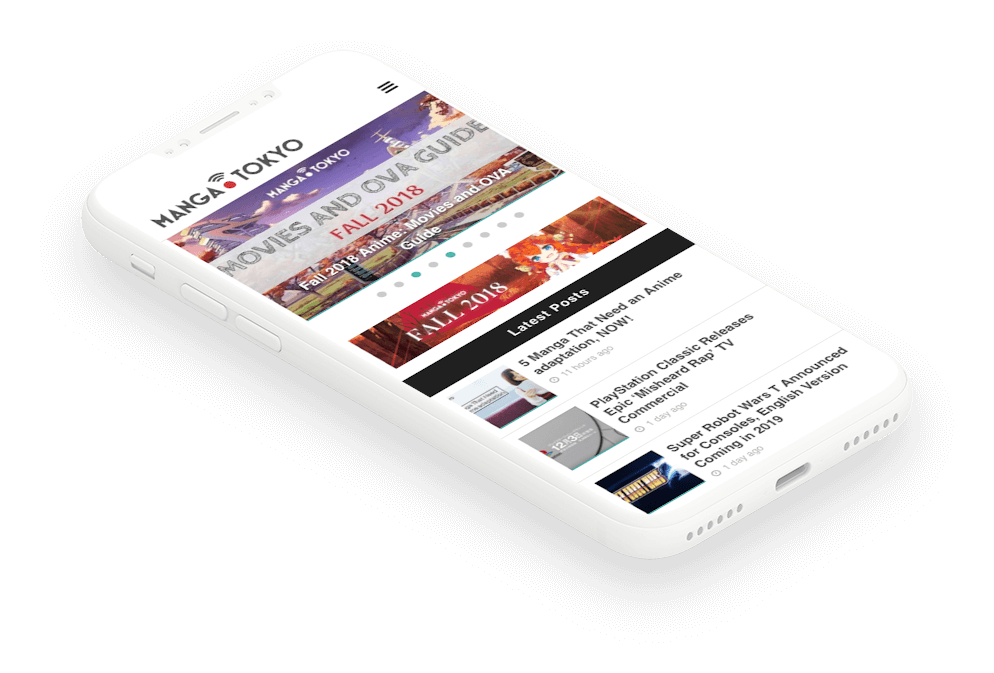 MANGA TOKYO
MANGA TOKYO
MOVIES AND OVA GUIDE
FALL 2018
Fall 2018 Anime: Movies and OVA
Guide
MANGA TOKYO
FALL 2018
Latest Posts
5 Manga That Need an Anime
adaptation, NOW!
11 hours ago
PlayStation Classic Releases
Epic ‘Misheard Rap’ TV
Commercial
1 day ago
12.3
Super Robot Wars T Announced
for Consoles, English Version
Coming in 2019
1 day ago